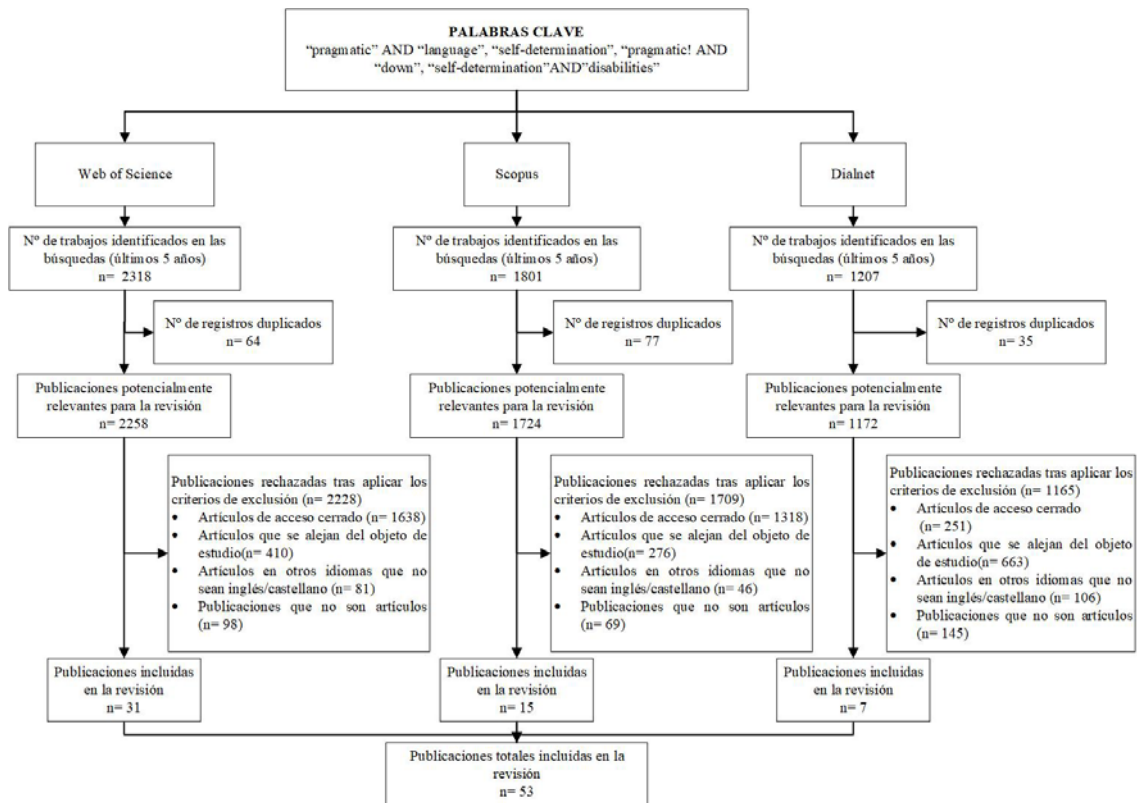 PALABRAS CLAVE
“pragmatic” AND “language”, “self-determination”, “pragmatic! AND
“down”, “self-determination”AND”disabilities”
Web of Science
Scopus
Dialnet
Nº de trabajos identificados en las
búsquedas (últimos 5 años)
n= 2318
Nº de trabajos identificados en las
búsquedas (últimos 5 años)
n= 1801
Nº de trabajos identificados en las
búsquedas (últimos 5 años)
n= 1207
Nº de registros duplicados
n= 64
Nº de registros duplicados
n= 77
Nº de registros duplicados
n= 35
Publicaciones potencialmente
relevantes para la revisión
n= 2258
Publicaciones potencialmente
relevantes para la revisión
n= 1724
Publicaciones potencialmente
relevantes para la revisión
n= 1172
Publicaciones rechazadas tras aplicar los
criterios de exclusión (n= 2228)
• Artículos de acceso cerrado (n= 1638)
• Artículos que se alejan del objeto de
estudio(n= 410)
• Artículos en otros idiomas que no
sean inglés/castellano (n= 81)
• Publicaciones que no son artículos
(n= 98)
Publicaciones rechazadas tras aplicar los
criterios de exclusión (n= 1709)
• Artículos de acceso cerrado (n= 1318)
• Artículos que se alejan del objeto de
estudio(n= 276)
• Artículos en otros idiomas que no
sean inglés/castellano (n= 46)
• Publicaciones que no son artículos
(n= 69)
Publicaciones rechazadas tras aplicar los
criterios de exclusión (n= 1165)
• Artículos de acceso cerrado
(n= 251)
• Artículos que se alejan del objeto
de estudio(n= 663)
• Artículos en otros idiomas que no
sean inglés/castellano (n= 106)
• Publicaciones que no son artículos
(n= 145)
Publicaciones incluidas
en la revisión
n= 31
Publicaciones incluidas
en la revisión
n= 15
Publicaciones incluidas
en la revisión
n= 7
Publicaciones totales incluidas en la
revisión
n= 53